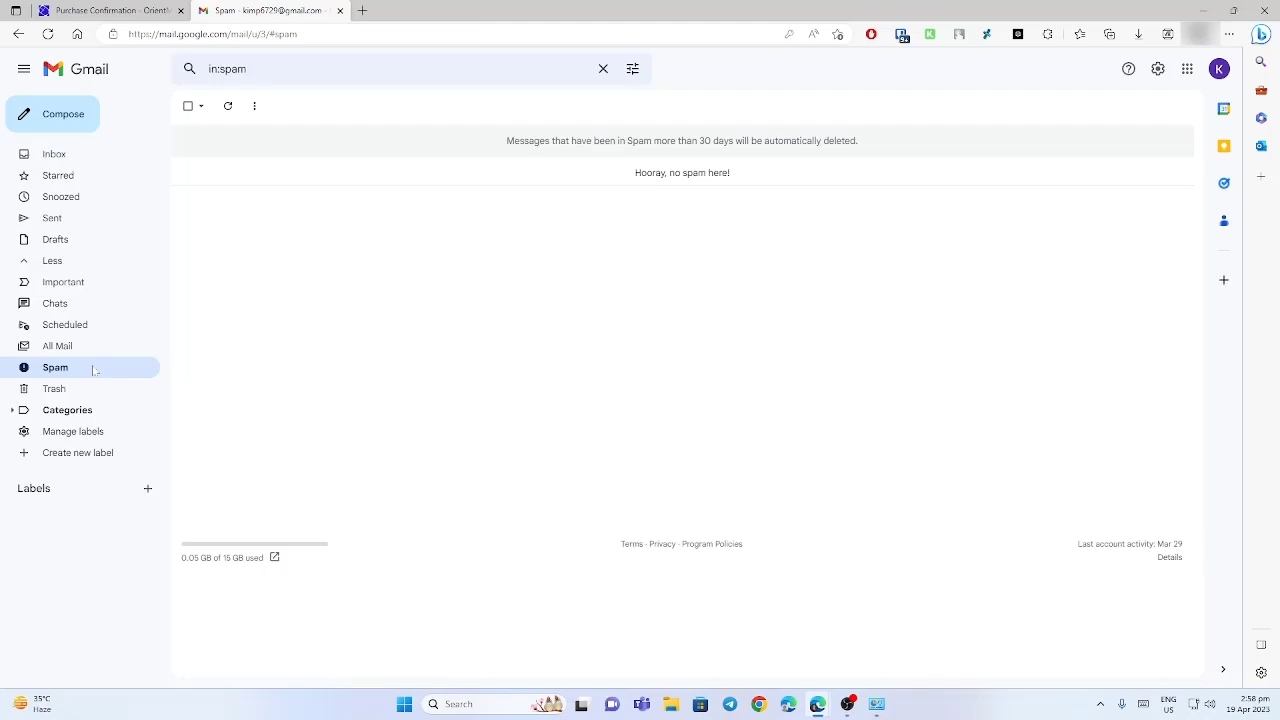 Purchase Confirmation - Orientm
Spam - kimp6729@gmail.com -
https://mail.google.com/mail/u/3/#spam
Gmail
in:spam
K
Compose
Messages that have been in Spam more than 30 days will be automatically deleted.
Hooray, no spam here!
Inbox
Starred
Snoozed
Sent
Drafts
Less
Important
Chats
Scheduled
All Mail
Spam
Trash
Categories
Manage labels
Create new label
Labels
0.05 GB of 15 GB used
Terms · Privacy · Program Policies
Last account activity: Mar 29
Details
35°C
Haze
Search
ENG
US
2:56 pm
19 Apr 2023